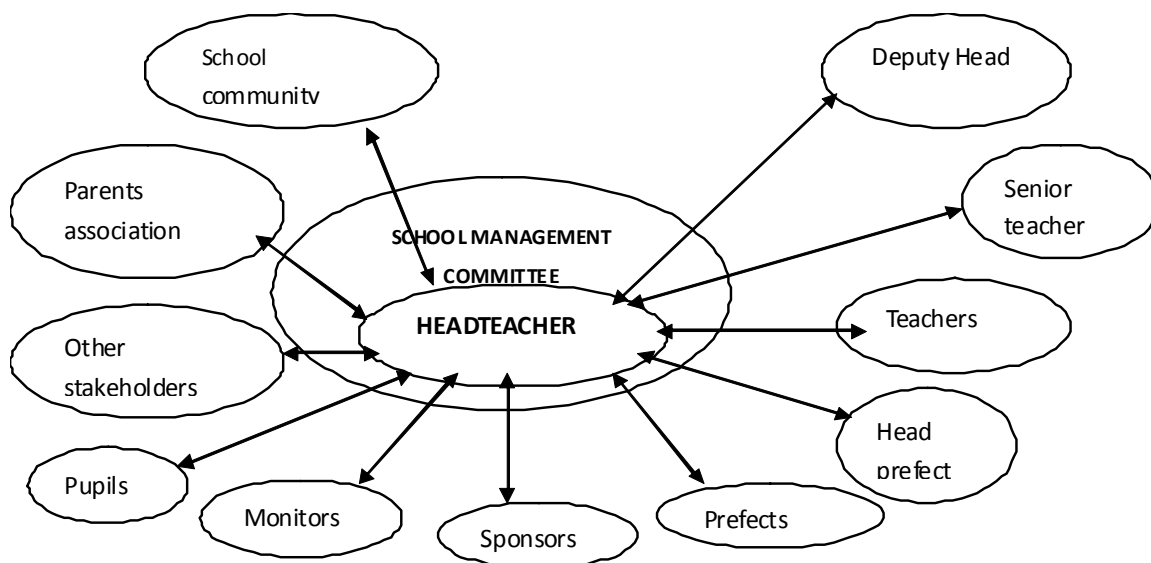 School
community
Deputy Head
Parents
association
Senior
teacher
SCHOOL MANAGEMENT
COMMITTEE
HEADTEACHER
Teachers
Other
stakeholders
Head
prefect
Pupils
Monitors
Sponsors
Prefects